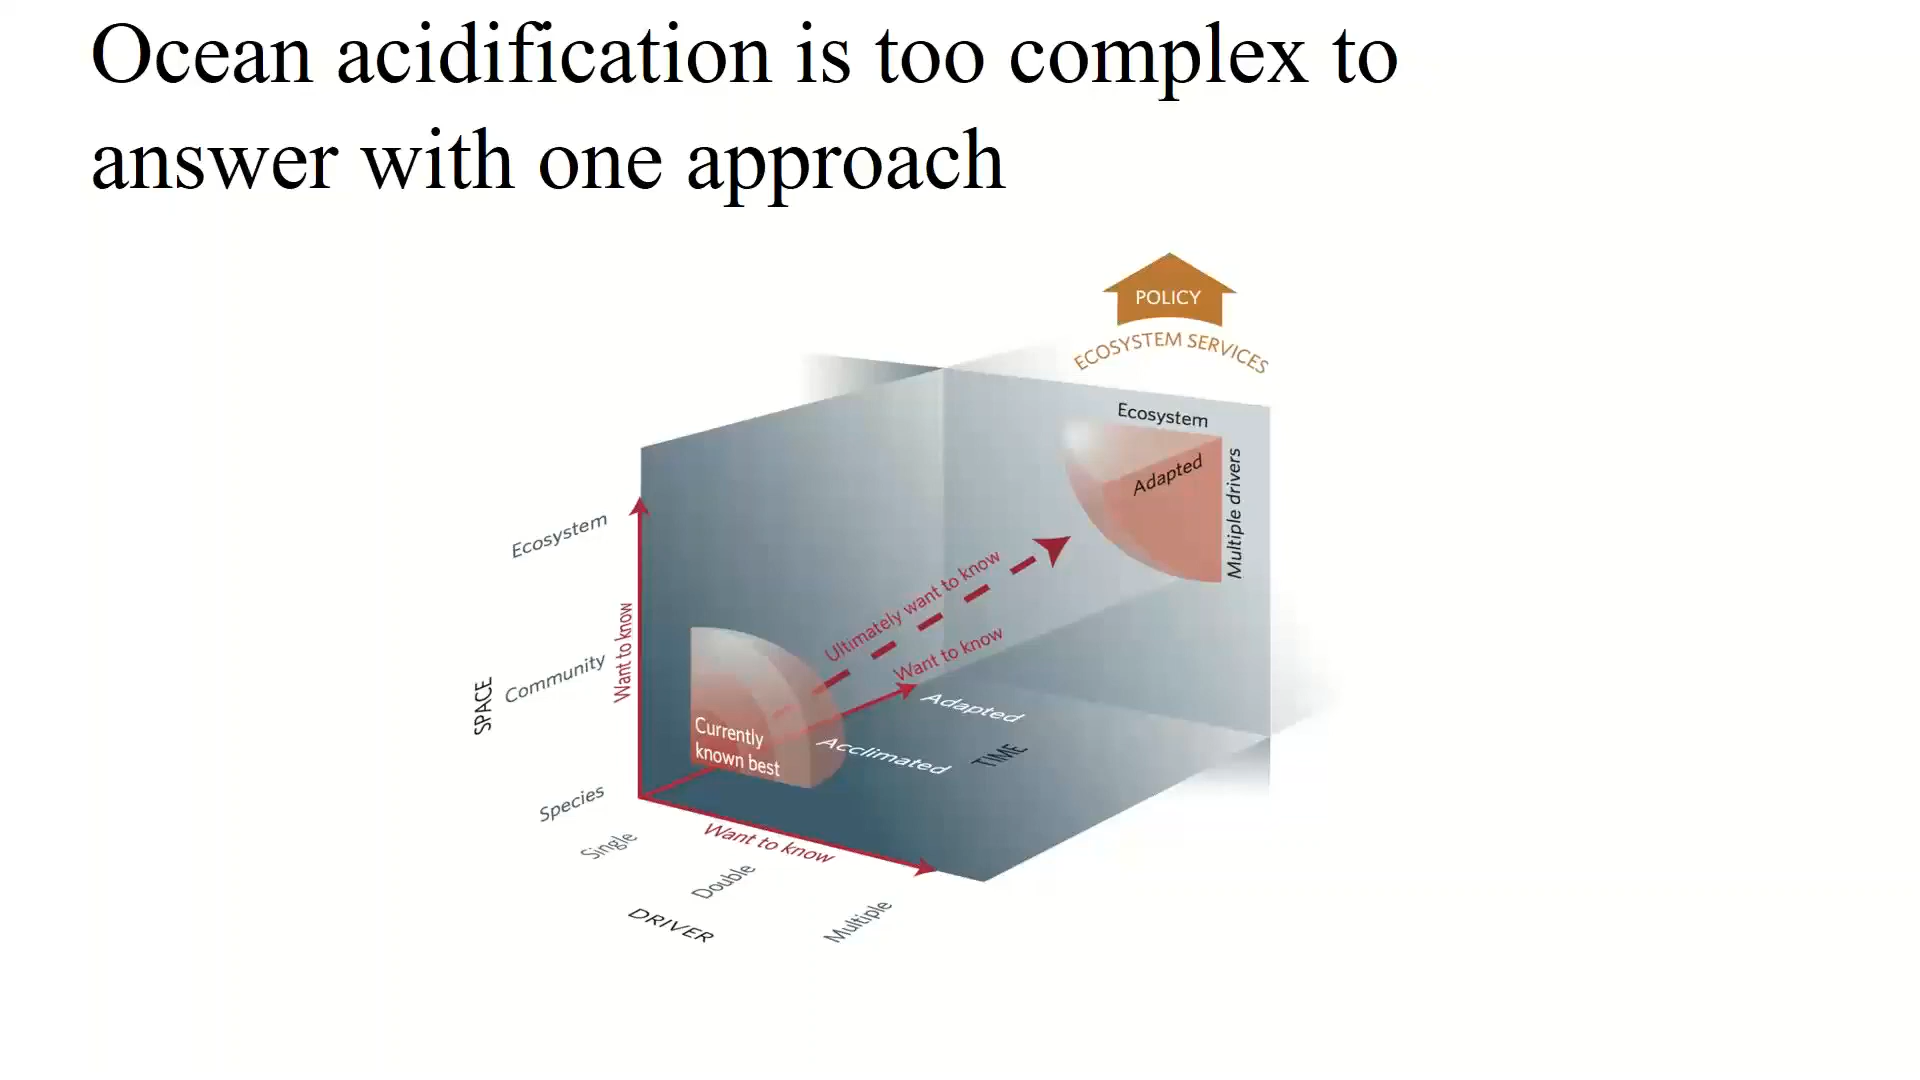 Ocean acidification is too complex to
answer with one approach
POLICY
ECOSYSTEM SERVICES
Ecosystem
Adapted
Multiple drivers
Ecosystem
Community
Species
SPACE
Want to know
Ultimately want to know
Want to know
Currently
known best
Adapted
Acclimated
TIME
Want to know
Single
Double
Multiple
DRIVER